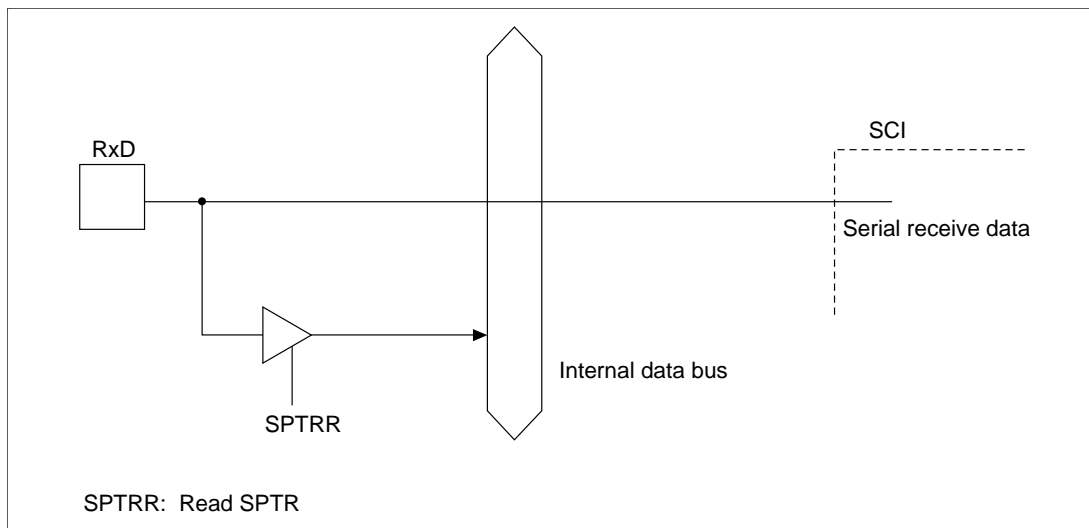 SCI
RxD
Serial receive data
Internal data bus
SPTRR
SPTRR: Read SPTR